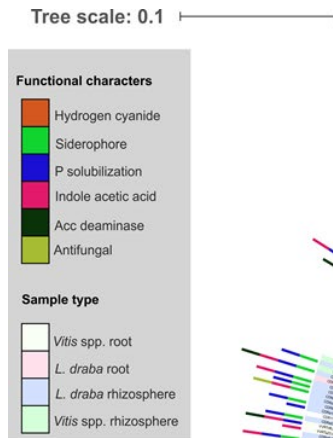 Tree scale: 0.1
Functional characters
Hydrogen cyanide
Siderophore
P solubilization
Indole acetic acid
Acc deaminase
Antifungal
Sample type
Vitis spp. root
L. draba root
L. draba rhizosphere
Vitis spp. rhizosphere